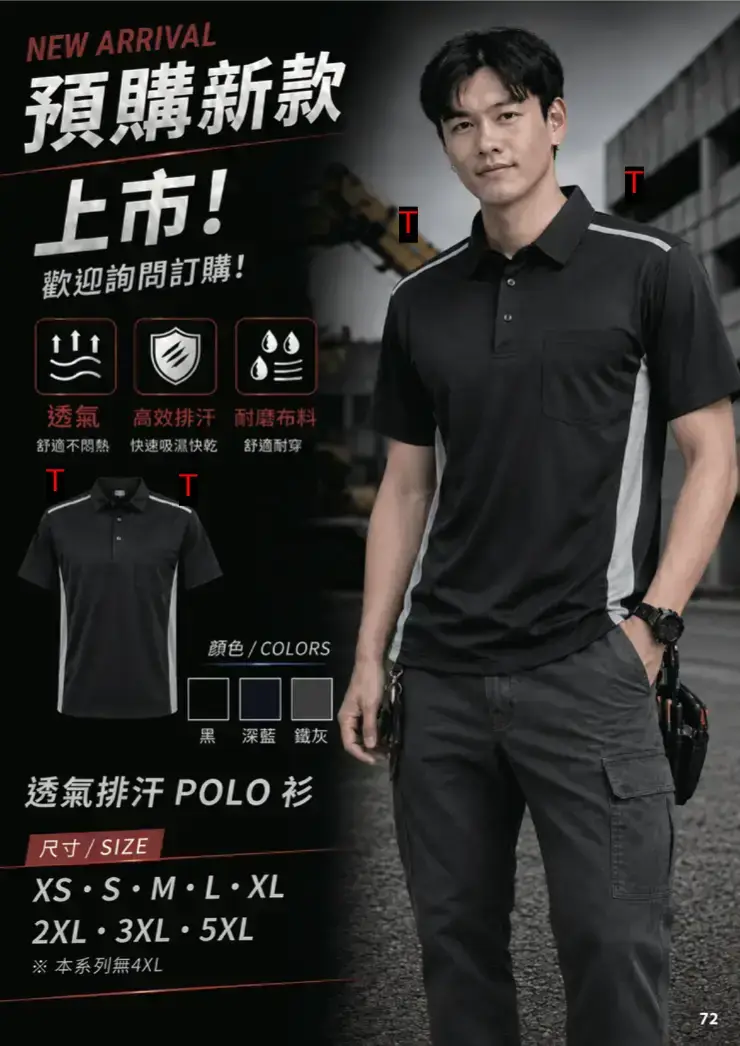 NEW ARRIVAL
預購新款
上市!
歡迎詢問訂購!
透氣 高效排汗 耐磨布料
舒適不悶熱 快速吸濕快乾 舒適耐穿
T T
T T
顏色 / COLORS
黑 深藍 鐵灰
透氣排汗 POLO 衫
尺寸 / SIZE
XS・S・M・L・XL
2XL・3XL・5XL
※ 本系列無4XL
72